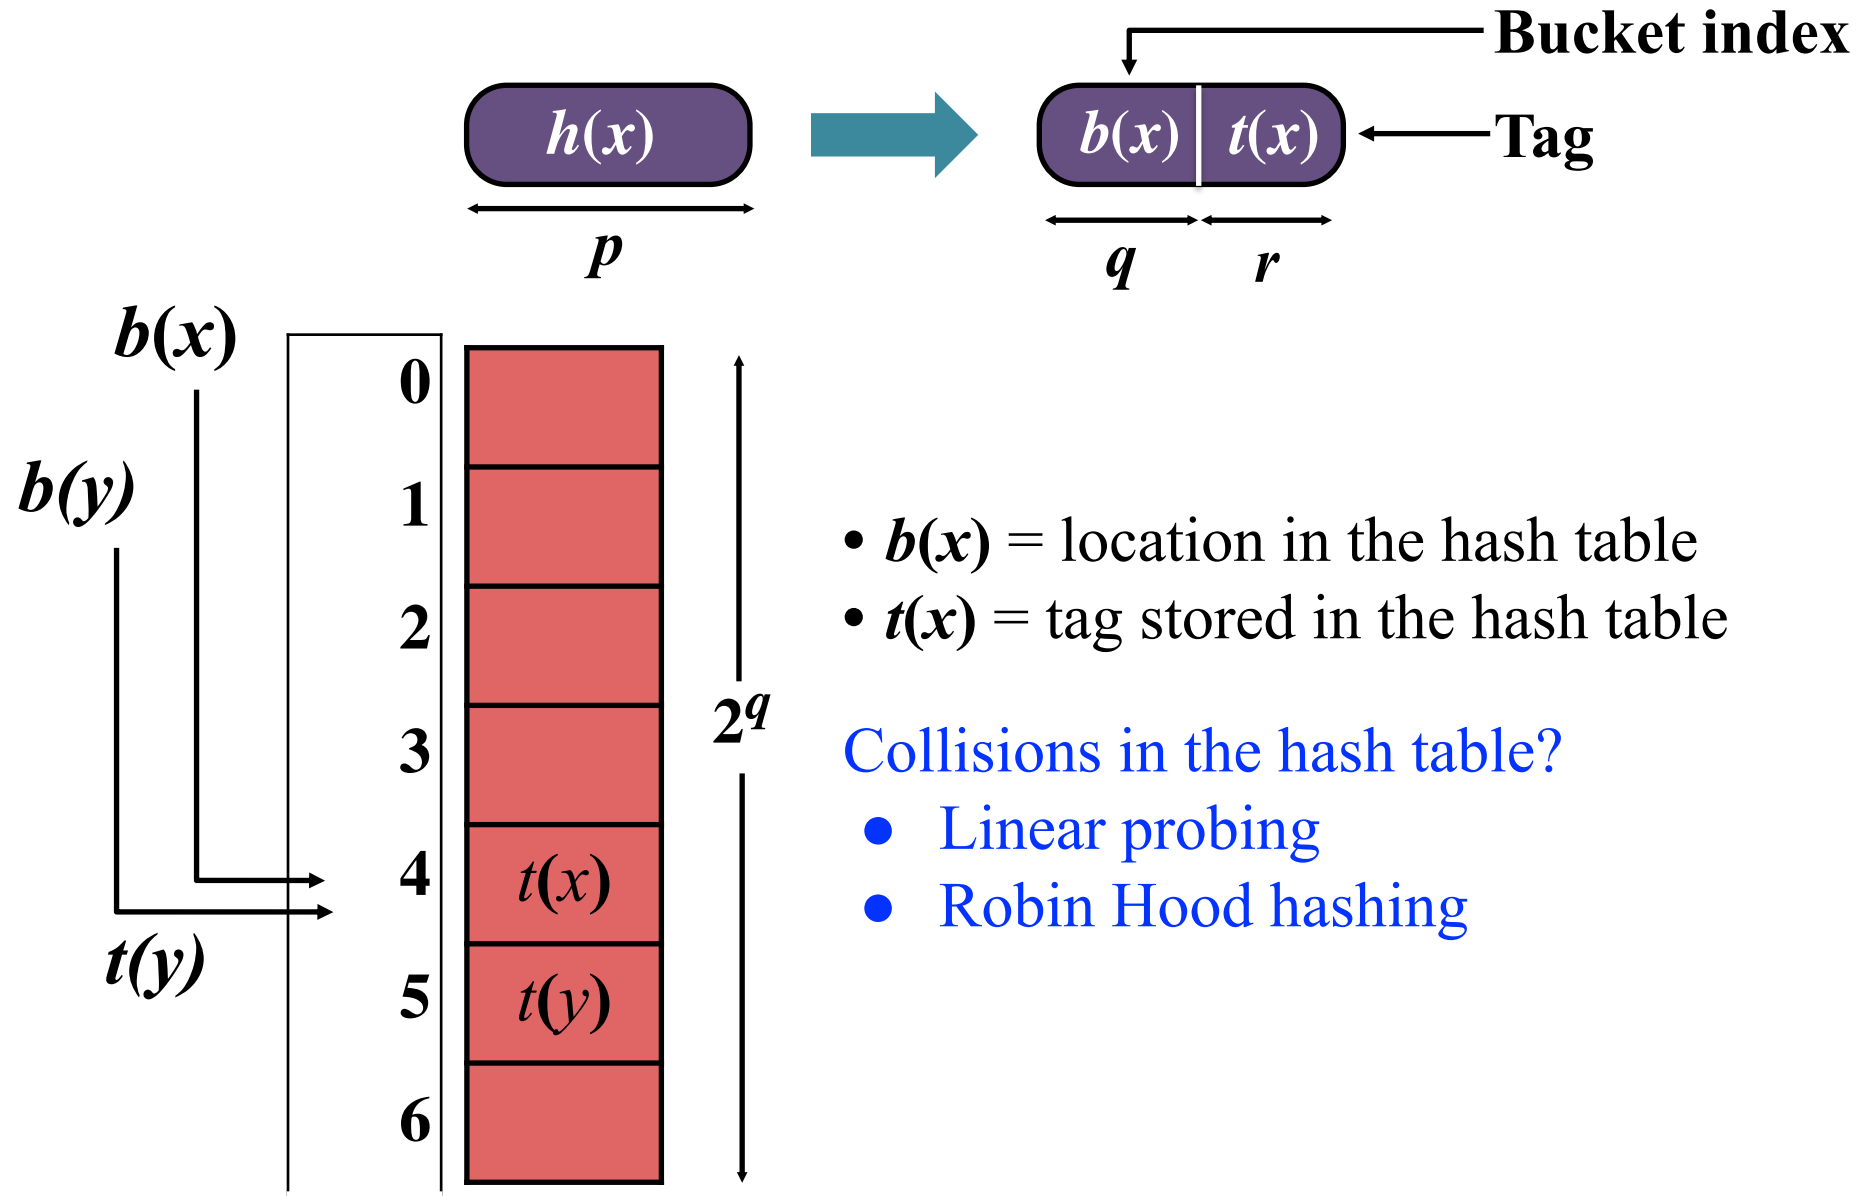 Bucket index
h(x)
b(x) t(x)
Tag
p
q
r
b(x)
0
b(y)
1
• b(x) = location in the hash table
2
• t(x) = tag stored in the hash table
2^q
3
Collisions in the hash table?
● Linear probing
4 t(x)
● Robin Hood hashing
t(y)
5 t(y)
6